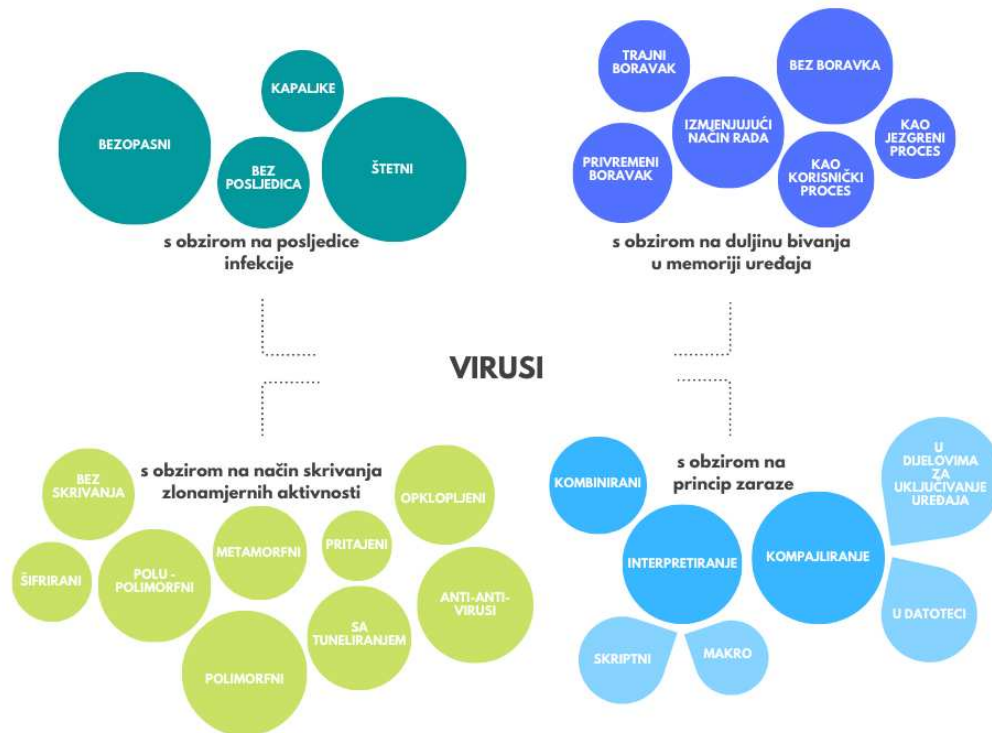 BEZOPASNI
KAPALJKE
BEZ
POSLJEDICA
ŠTETNI
s obzirom na posljedice
infekcije
TRAJNI
BORAVAK
BEZ BORAVKA
IZMJENJUJUĆI
NAČIN RADA
KAO
JEZGRENI
PROCES
PRIVREMENI
BORAVAK
KAO
KORISNIČKI
PROCES
s obzirom na duljinu bivanja
u memoriji uređaja
VIRUSI
s obzirom na način skrivanja
zlonamjernih aktivnosti
BEZ
SKRIVANJA
OPKLOPLJENI
METAMORFNI
PRITAJENI
ŠIFRIRANI
POLU -
POLIMORFNI
ANTI-ANTI-
VIRUSI
SA
TUNELIRANJEM
POLIMORFNI
s obzirom na
princip zaraze
KOMBINIRANI
INTERPRETIRANJE
KOMPAJLIRANJE
U
DIJELOVIMA
ZA
UKLJUČIVANJE
UREĐAJA
U DATOTECI
SKRIPTNI
MAKRO